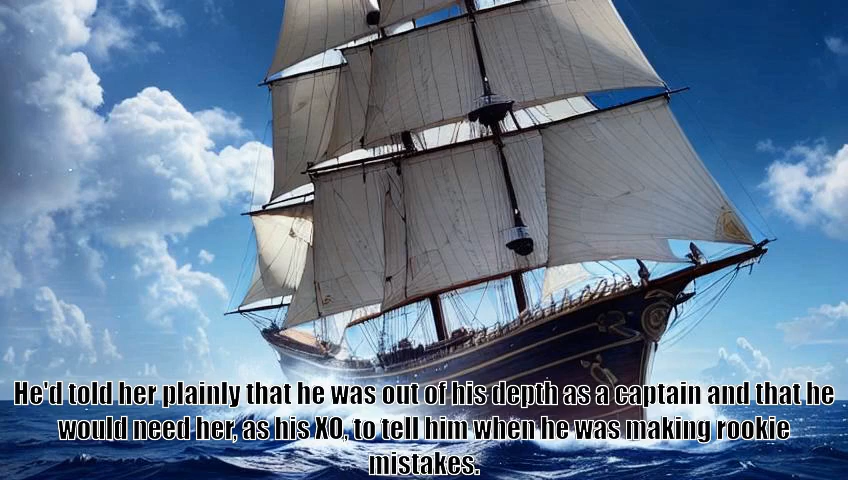 He'd told her plainly that he was out of his depth as a captain and that he
would need her, as his XO, to tell him when he was making rookie
mistakes.